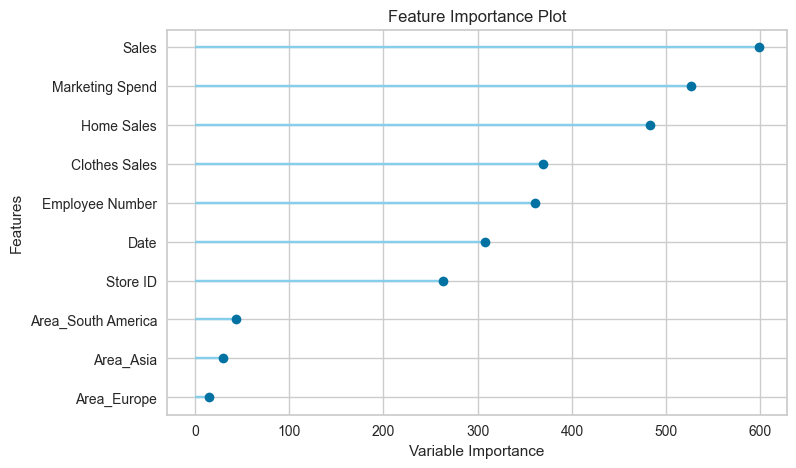 Feature Importance Plot
Sales
Marketing Spend
Home Sales
Clothes Sales
Employee Number
Date
Store ID
Area_South America
Area_Asia
Area_Europe
Features
0 100 200 300 400 500 600
Variable Importance